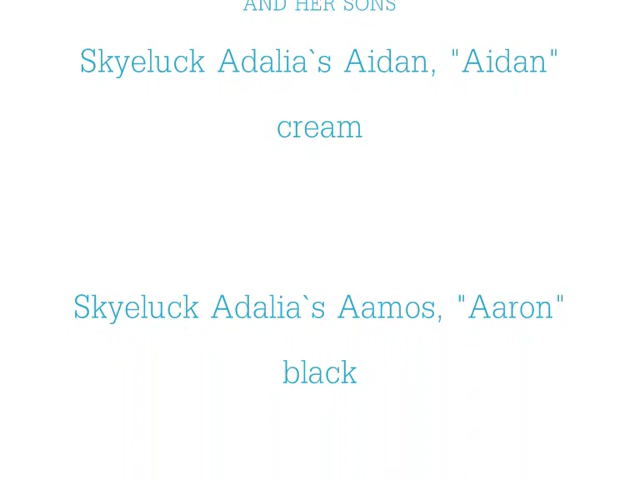 AND HER SONS
Skyeluck Adalia`s Aidan, "Aidan"
cream
Skyeluck Adalia`s Aamos, "Aaron"
black